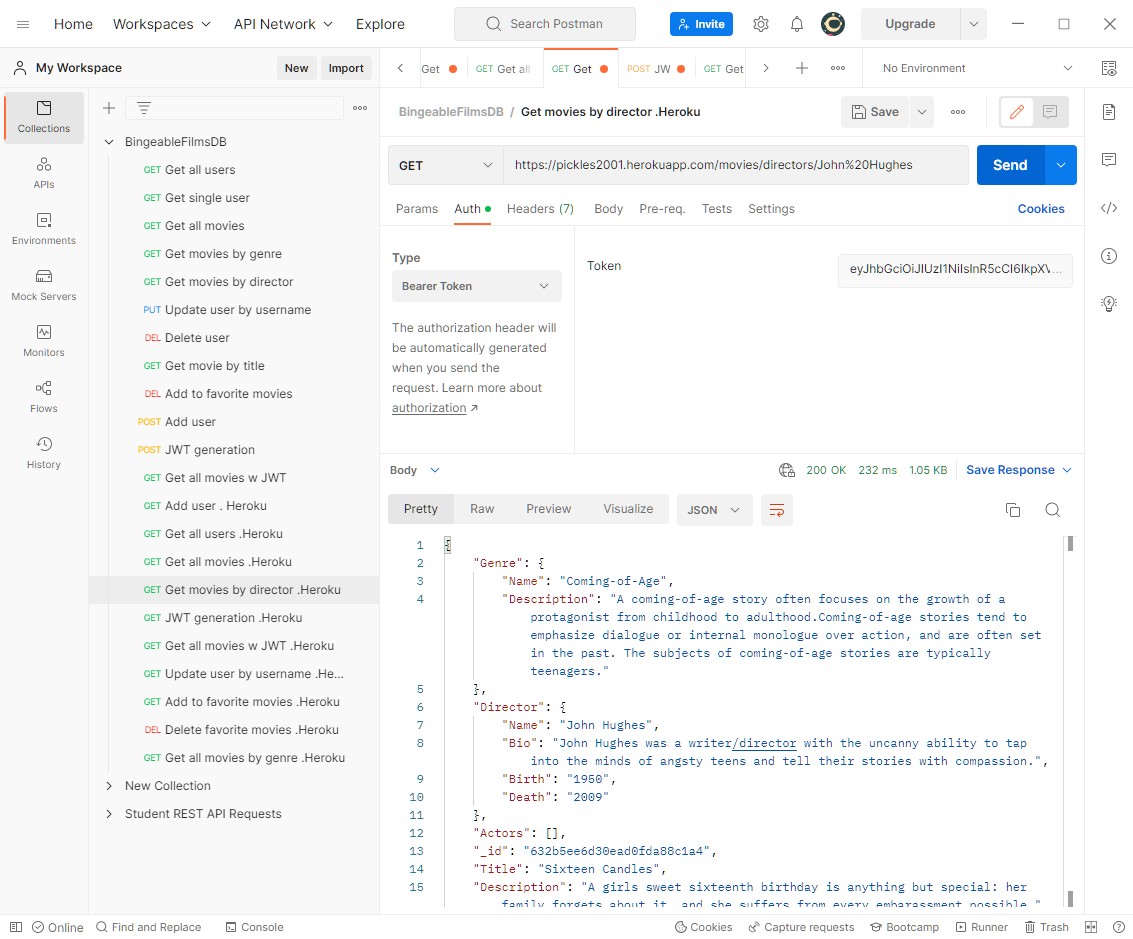 Home Workspaces API Network Explore Search Postman Invite Upgrade
My Workspace New Import
Get GET Get all GET Get POST JW GET Get No Environment
Collections
APIs
Environments
Mock Servers
Monitors
Flows
History
BingeableFilmsDB
GET Get all users
GET Get single user
GET Get all movies
GET Get movies by genre
GET Get movies by director
PUT Update user by username
DEL Delete user
GET Get movie by title
DEL Add to favorite movies
POST Add user
POST JWT generation
GET Get all movies w JWT
GET Add user . Heroku
GET Get all users .Heroku
GET Get all movies .Heroku
GET Get movies by director .Heroku
GET JWT generation .Heroku
GET Get all movies w JWT .Heroku
GET Update user by username .He...
GET Add to favorite movies .Heroku
DEL Delete favorite movies .Heroku
GET Get all movies by genre .Heroku
New Collection
Student REST API Requests
BingeableFilmsDB / Get movies by director .Heroku Save
GET https://pickles2001.herokuapp.com/movies/directors/John%20Hughes Send
Params Auth Headers (7) Body Pre-req. Tests Settings Cookies
Type
Bearer Token
The authorization header will
be automatically generated
when you send the
request. Learn more about
authorization ↗
Token eyJhbGciOiJIUzI1NiIsInR5cCI6IkpXV...
Body 200 OK 232 ms 1.05 KB Save Response
Pretty Raw Preview Visualize JSON
1 {
2 "Genre": {
3 "Name": "Coming-of-Age",
4 "Description": "A coming-of-age story often focuses on the growth of a
protagonist from childhood to adulthood.Coming-of-age stories tend to
emphasize dialogue or internal monologue over action, and are often set
in the past. The subjects of coming-of-age stories are typically
teenagers."
5 },
6 "Director": {
7 "Name": "John Hughes",
8 "Bio": "John Hughes was a writer/director with the uncanny ability to tap
into the minds of angsty teens and tell their stories with compassion.",
9 "Birth": "1950",
10 "Death": "2009"
11 },
12 "Actors": [],
13 "_id": "632b5ee6d30ead0fda88c1a4",
14 "Title": "Sixteen Candles",
15 "Description": "A girls sweet sixteenth birthday is anything but special: her
family forgets about it, and she suffers from every embarassment possible."
Online Find and Replace Console Cookies Capture requests Bootcamp Runner Trash